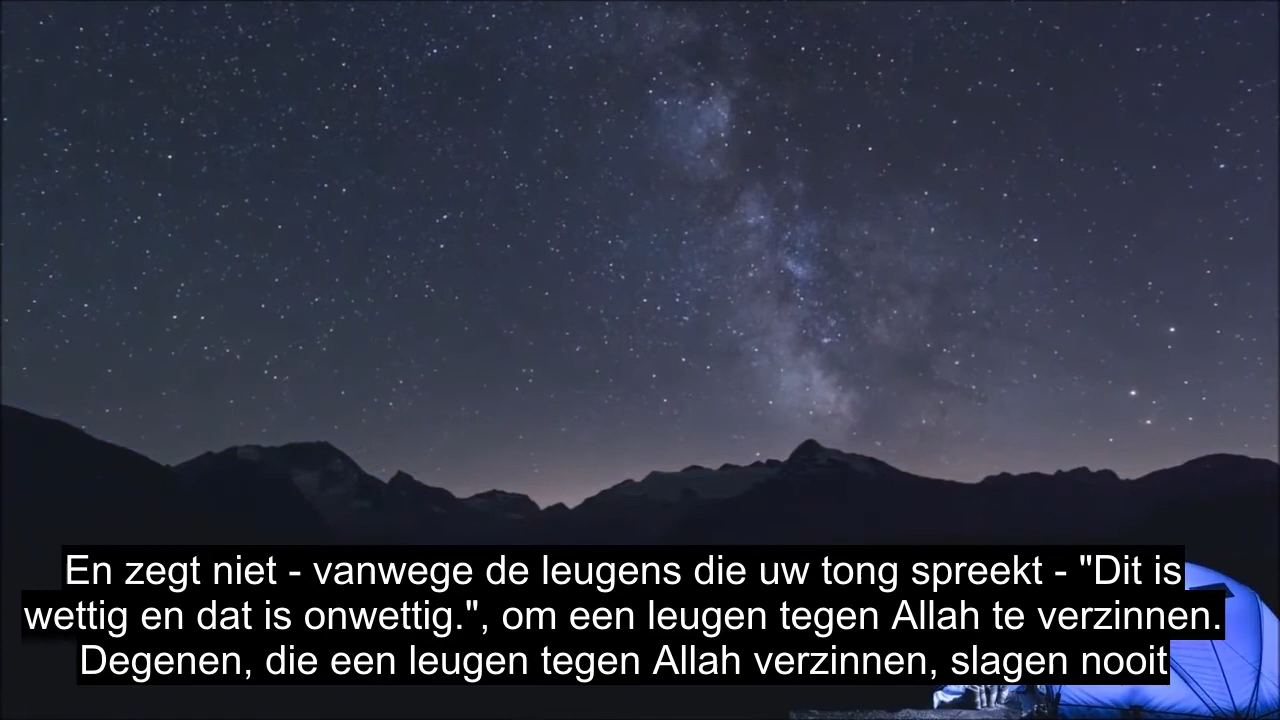 En zegt niet - vanwege de leugens die uw tong spreekt - "Dit is
wettig en dat is onwettig.", om een leugen tegen Allah te verzinnen.
Degenen, die een leugen tegen Allah verzinnen, slagen nooit